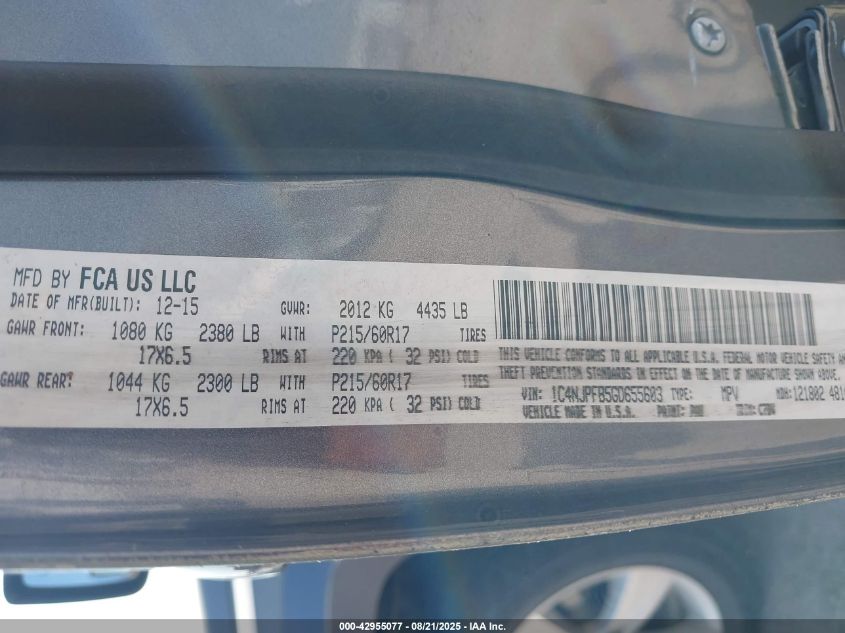 MFD BY FCA US LLC
DATE OF MFR(BUILT): 12-15 GVWR: 2012 KG 4435 LB
GAWR FRONT: 1080 KG 2380 LB WITH P215/60R17 TIRES
17X6.5 RIMS AT 220 KPA ( 32 PSI) COLD
GAWR REAR: 1044 KG 2300 LB WITH P215/60R17 TIRES
17X6.5 RIMS AT 220 KPA ( 32 PSI) COLD
THIS VEHICLE CONFORMS TO ALL APPLICABLE U.S.A. FEDERAL MOTOR VEHICLE SAFETY
THEFT PREVENTION STANDARDS IN EFFECT ON THE DATE OF MANUFACTURE SHOWN ABOVE.
VIN: 1C4NJPFB5GD655603 TYPE: MPV MDH: 121802
VEHICLE MADE IN U.S.A. PAINT: TRIM:
000-42955077 - 08/21/2025 - IAA Inc.